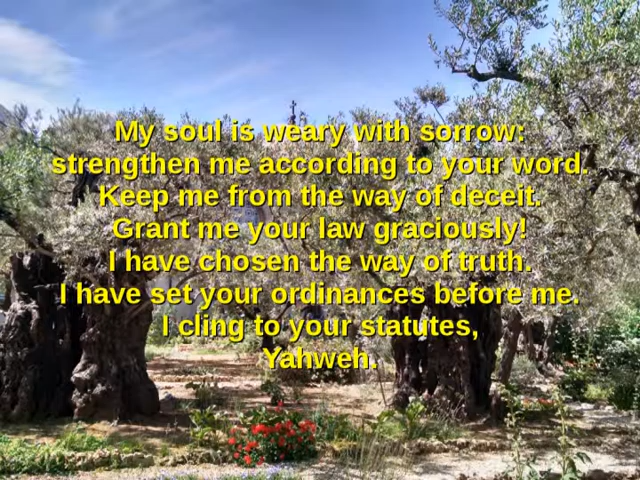 My soul is weary with sorrow:
strengthen me according to your word.
Keep me from the way of deceit.
Grant me your law graciously!
I have chosen the way of truth.
I have set your ordinances before me.
I cling to your statutes,
Yahweh.